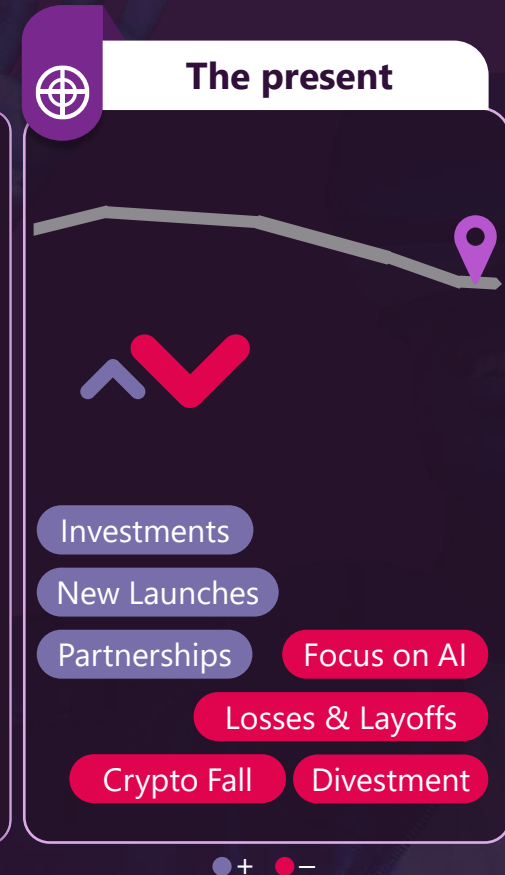 The present
Investments
New Launches
Partnerships Focus on AI
Losses & Layoffs
Crypto Fall Divestment
+ –